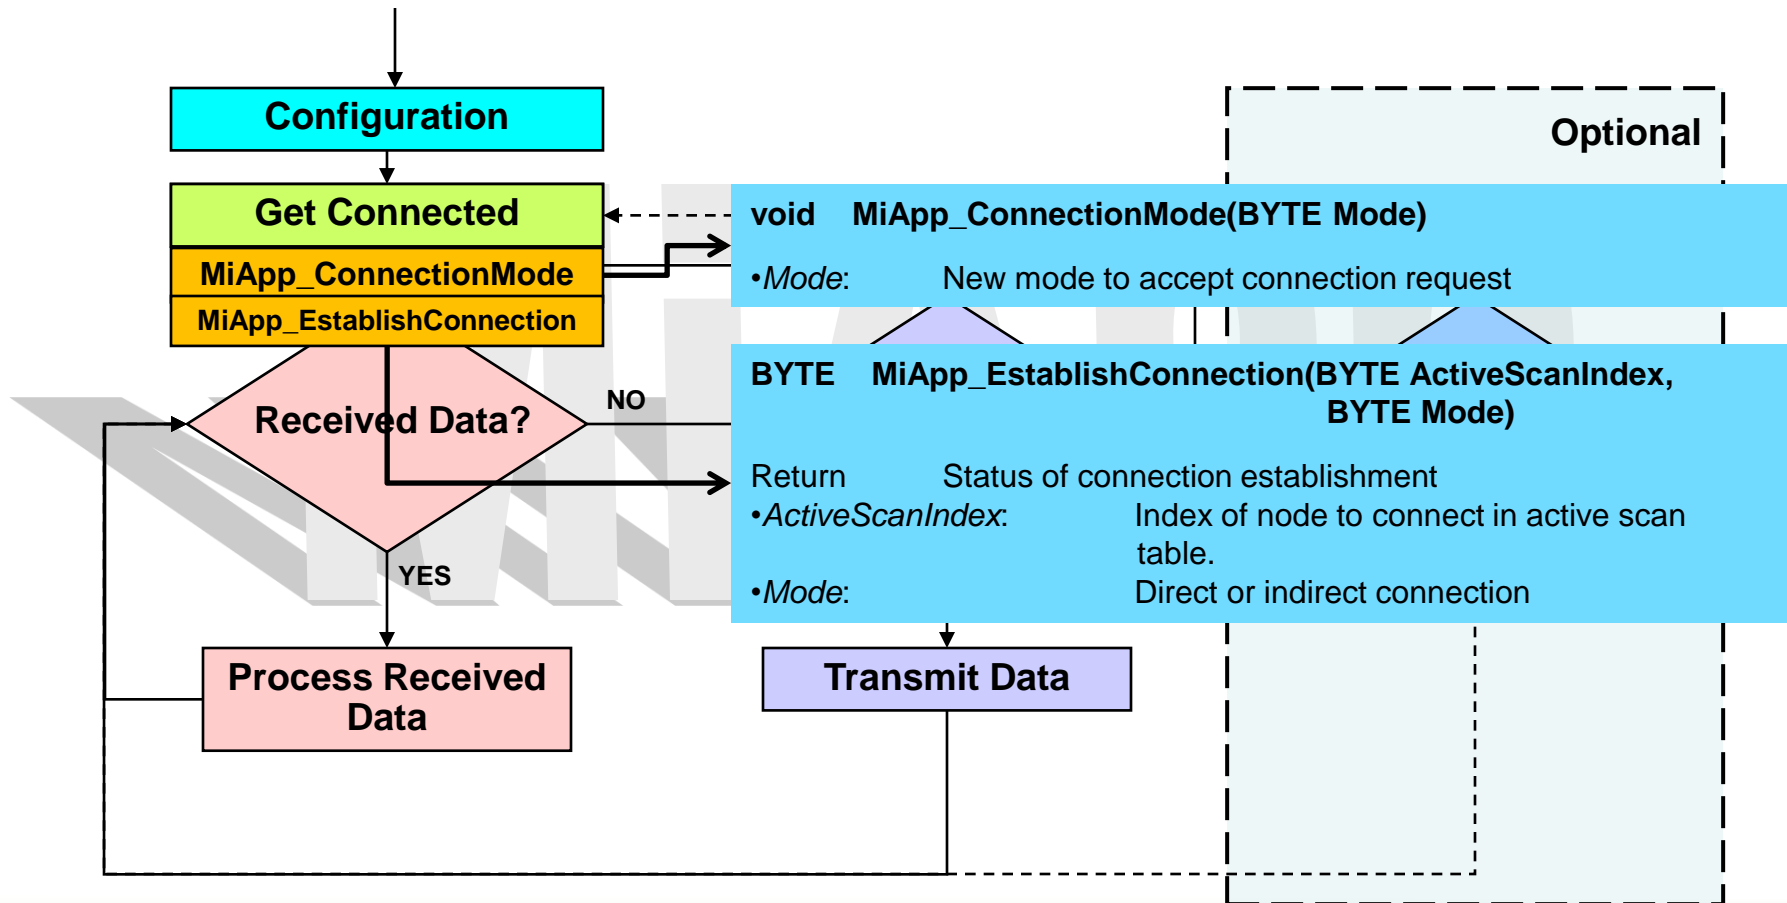 Configuration
Optional
Get Connected
MiApp_ConnectionMode
MiApp_EstablishConnection
void MiApp_ConnectionMode(BYTE Mode)
•Mode: New mode to accept connection request
Received Data?
NO
YES
BYTE MiApp_EstablishConnection(BYTE ActiveScanIndex,
BYTE Mode)
Return Status of connection establishment
•ActiveScanIndex: Index of node to connect in active scan
table.
•Mode: Direct or indirect connection
Process Received
Data
Transmit Data